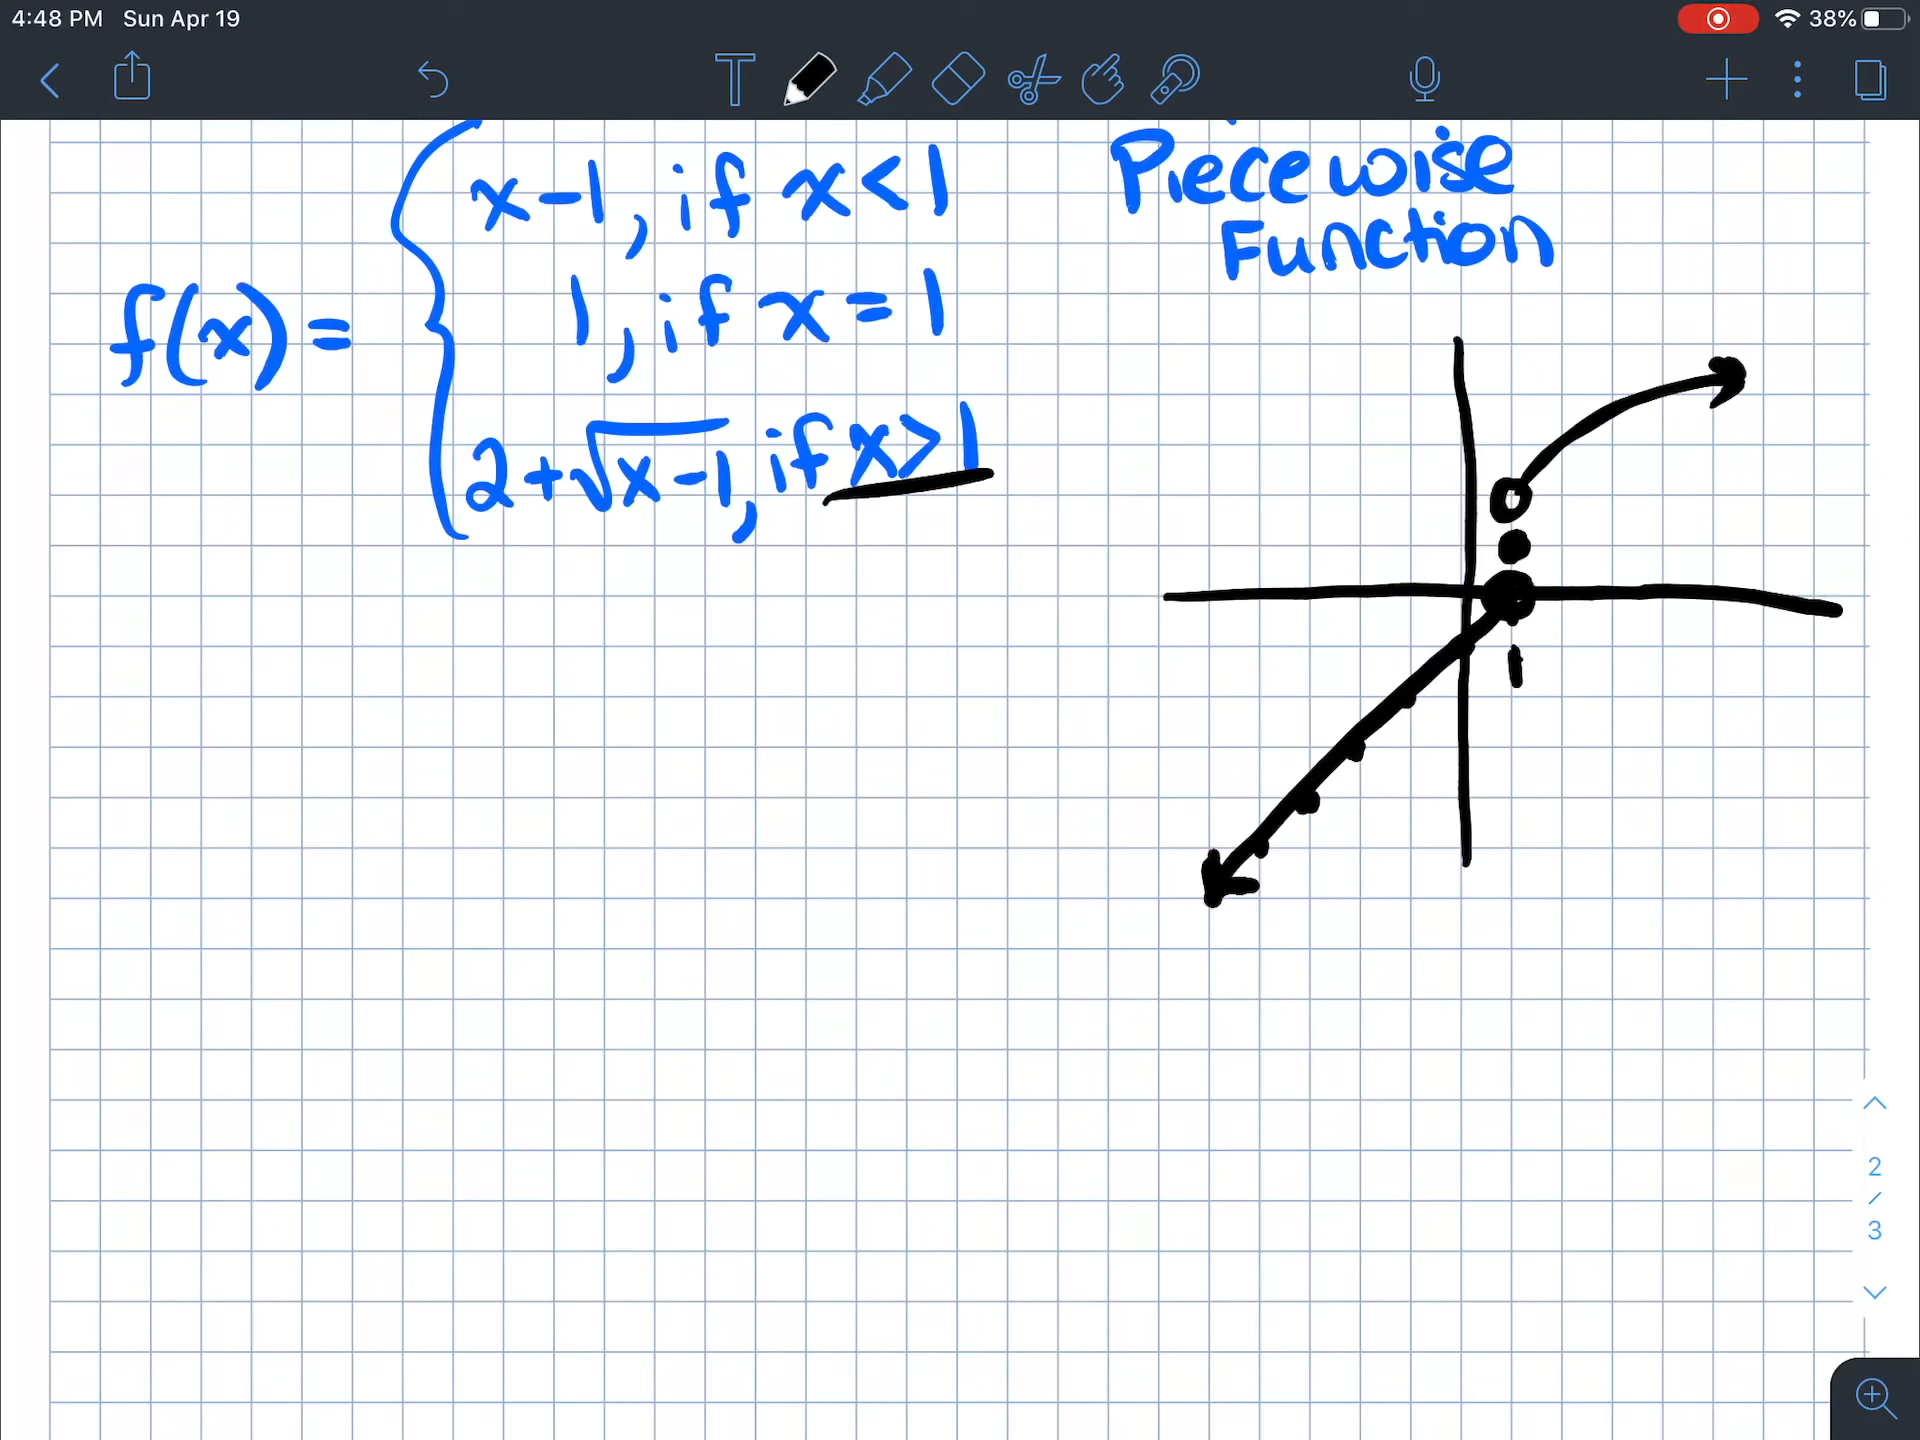 4:48 PM Sun Apr 19
38%
x-1, if x<1
Piecewise
Function
f(x)=
1, if x=1
2+√x-1, if x>1
1
2
/
3